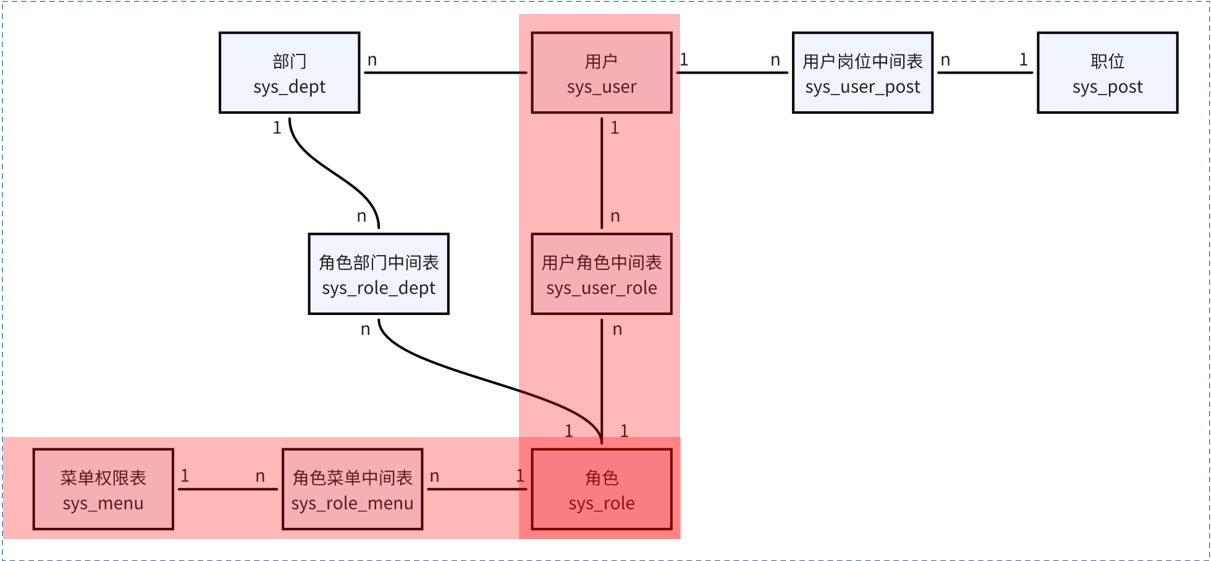 部门
sys_dept
n
用户
sys_user
1
n
用户岗位中间表
sys_user_post
n
1
职位
sys_post
1
1
n
n
角色部门中间表
sys_role_dept
用户角色中间表
sys_user_role
n
n
1
1
菜单权限表
sys_menu
1
n
角色菜单中间表
sys_role_menu
n
1
角色
sys_role